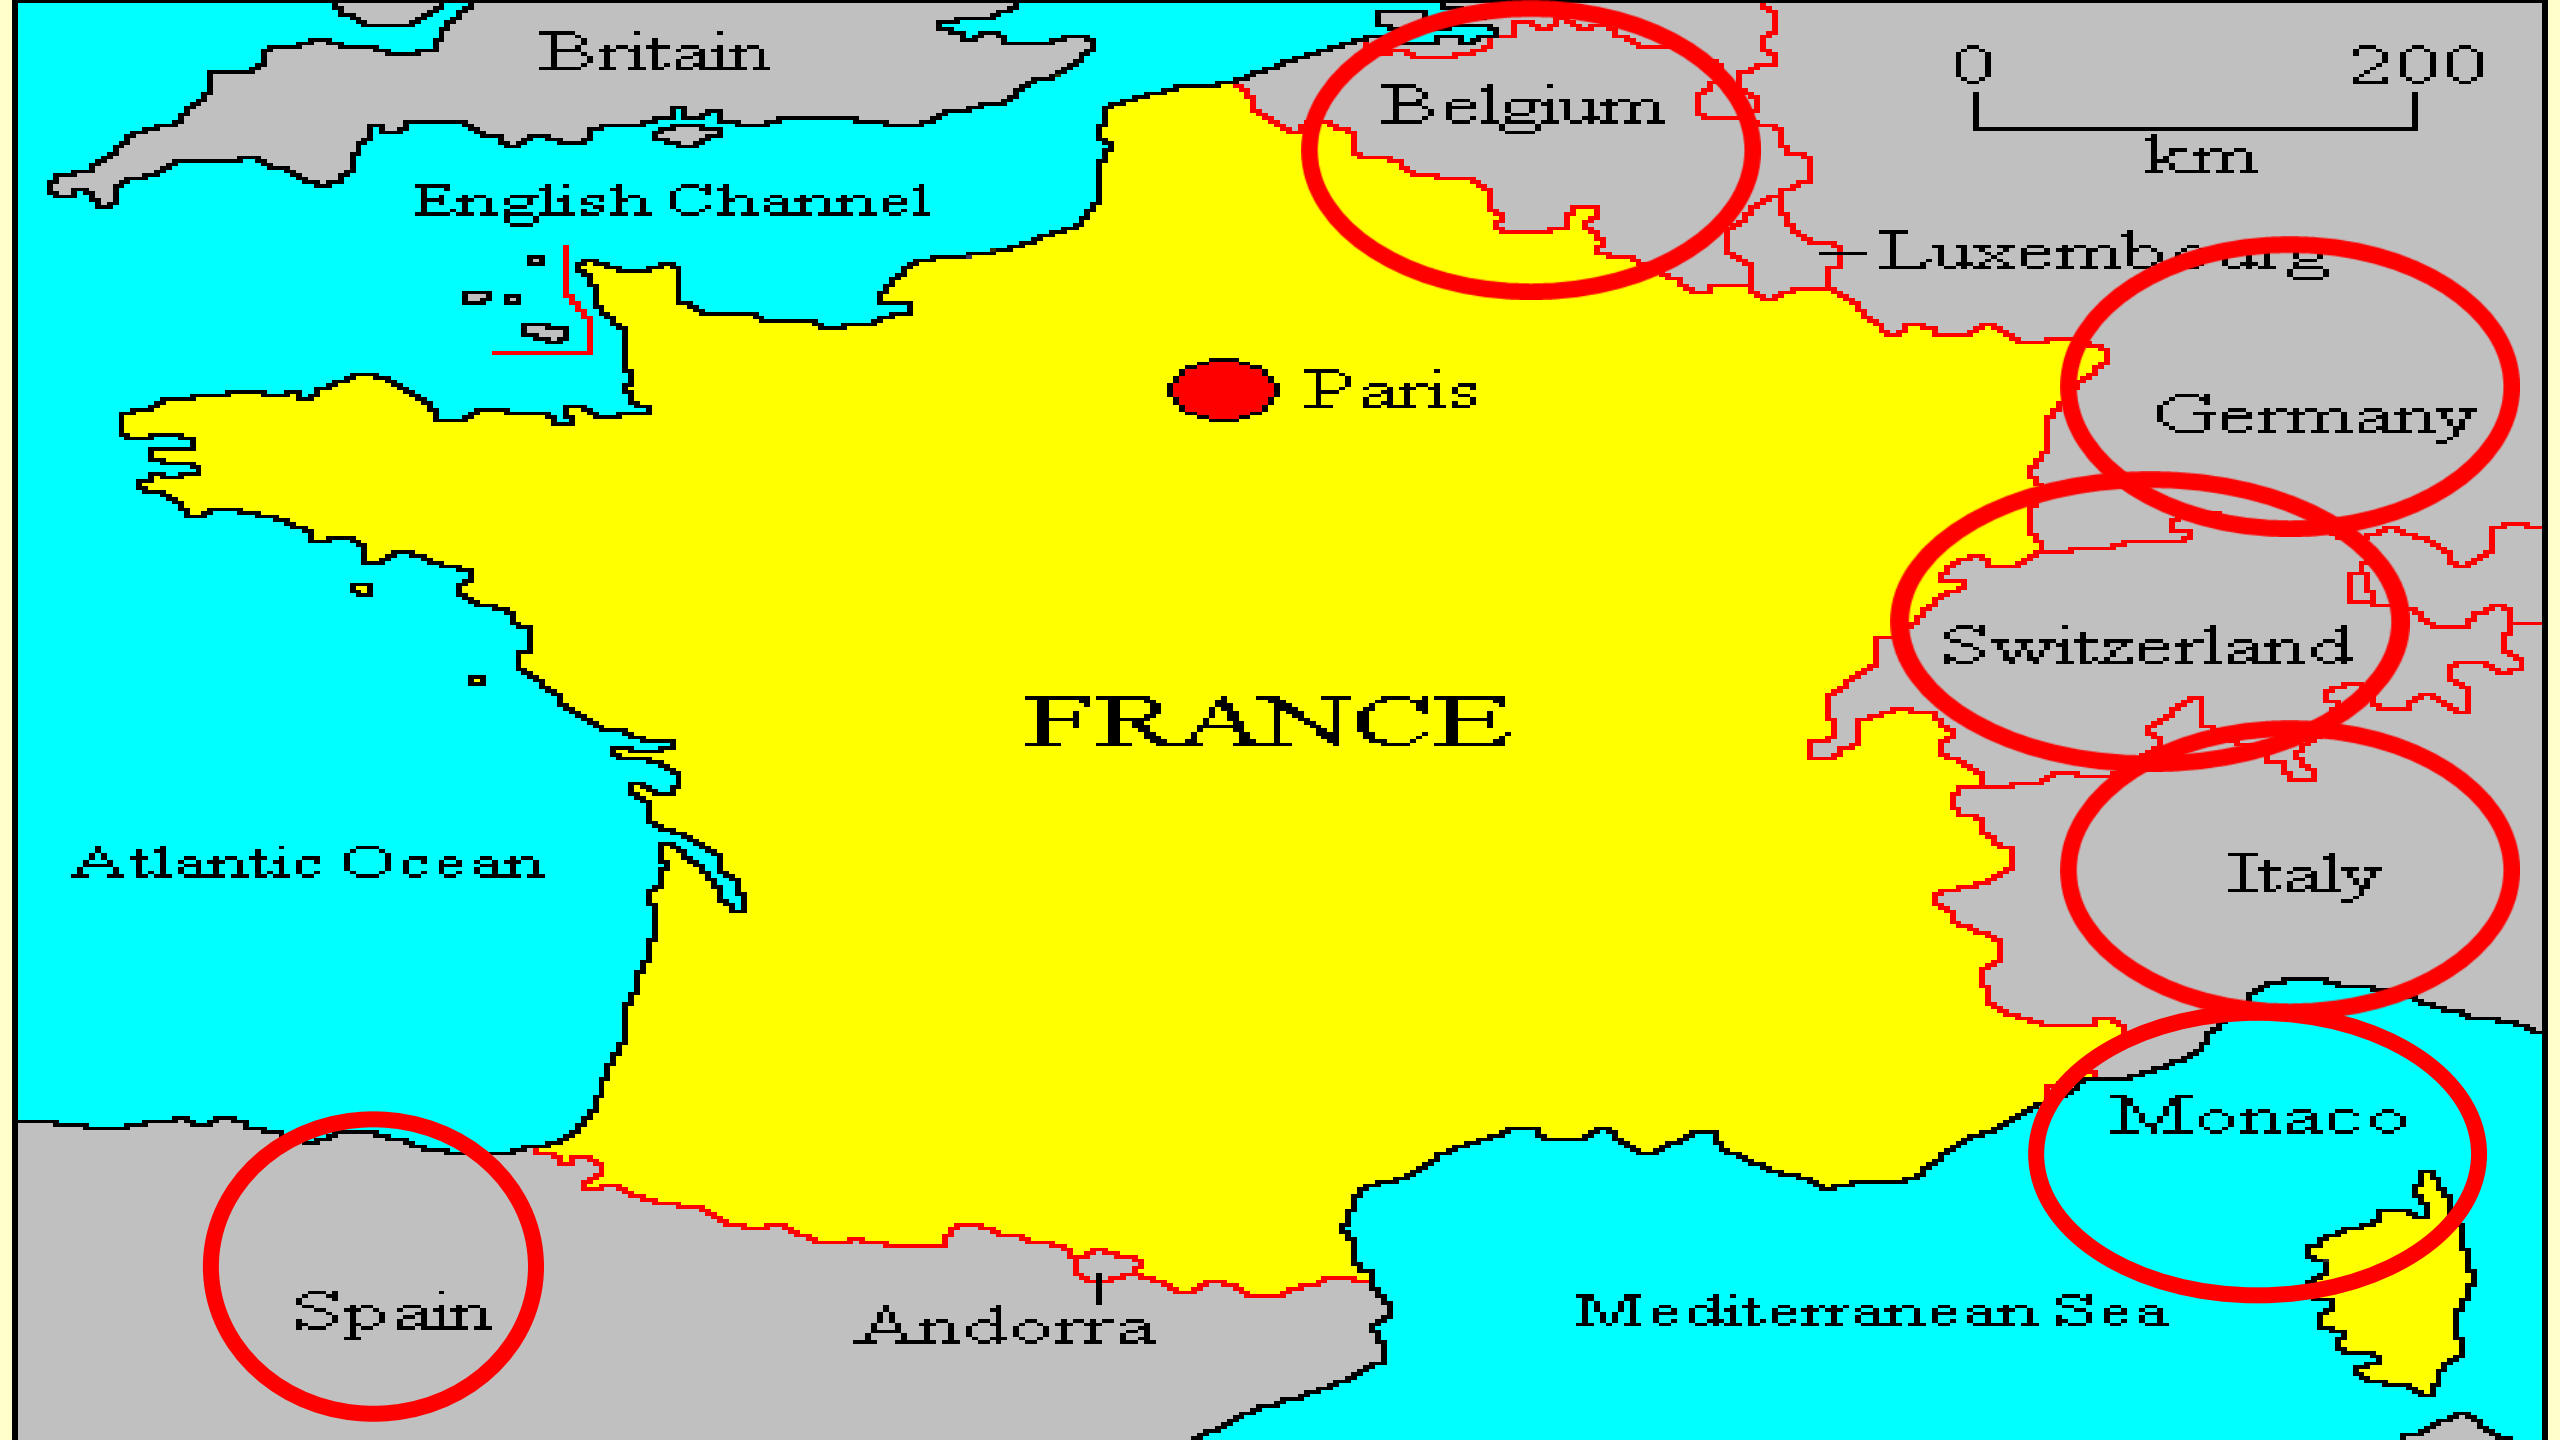 Britain
0 200
km
Belgium
English Channel
Luxembourg
Paris
Germany
Switzerland
FRANCE
Atlantic Ocean
Italy
Monaco
Spain
Andorra
Mediterranean Sea